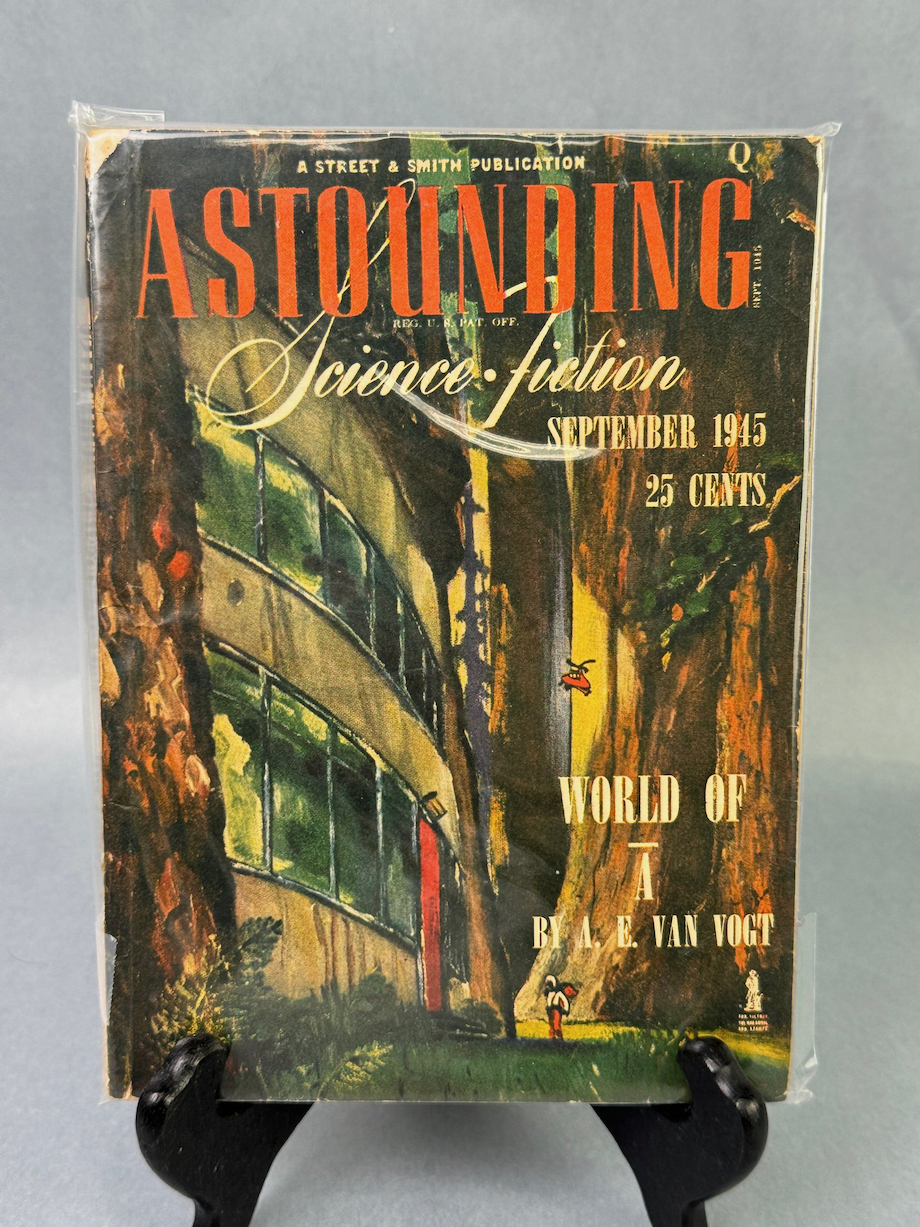 A STREET & SMITH PUBLICATION
Q
ASTOUNDING
SEPT. 1945
REG. U. S. PAT. OFF.
Science·fiction
SEPTEMBER 1945
25 CENTS
WORLD OF
Ā
BY A. E. VAN VOGT